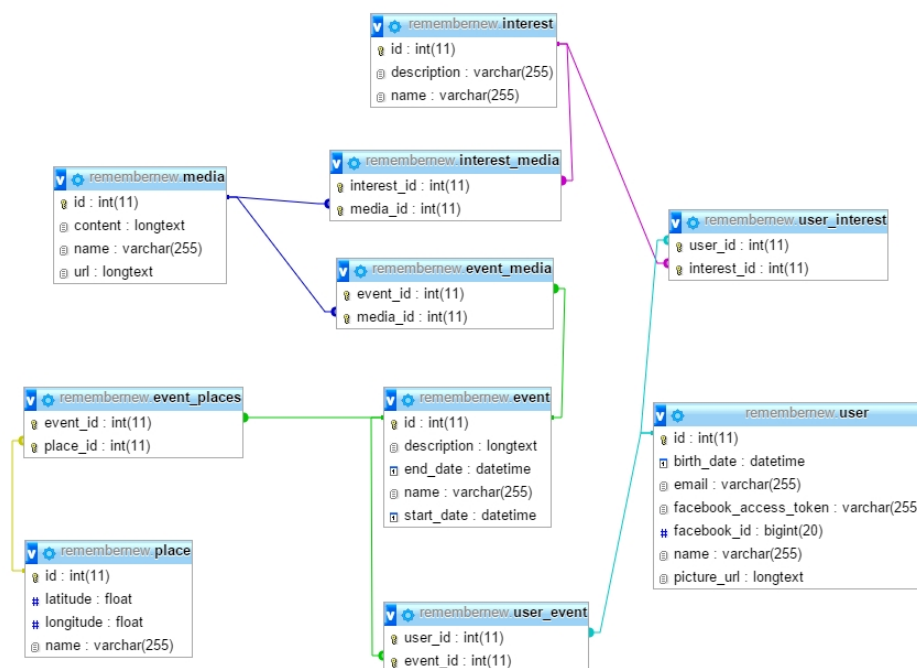 remembernew.interest
id : int(11)
description : varchar(255)
name : varchar(255)
remembernew.interest_media
interest_id : int(11)
media_id : int(11)
remembernew.media
id : int(11)
content : longtext
name : varchar(255)
url : longtext
remembernew.user_interest
user_id : int(11)
interest_id : int(11)
remembernew.event_media
event_id : int(11)
media_id : int(11)
remembernew.event_places
event_id : int(11)
place_id : int(11)
remembernew.event
id : int(11)
description : longtext
end_date : datetime
name : varchar(255)
start_date : datetime
remembernew.user
id : int(11)
birth_date : datetime
email : varchar(255)
facebook_access_token : varchar(255
facebook_id : bigint(20)
name : varchar(255)
picture_url : longtext
remembernew.place
id : int(11)
latitude : float
longitude : float
name : varchar(255)
remembernew.user_event
user_id : int(11)
event_id : int(11)